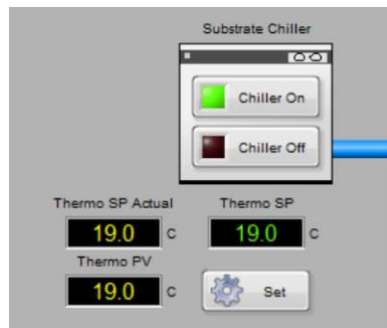 Substrate Chiller
Chiller On
Chiller Off
Thermo SP Actual Thermo SP
19.0 C 19.0 C
Thermo PV
19.0 C Set